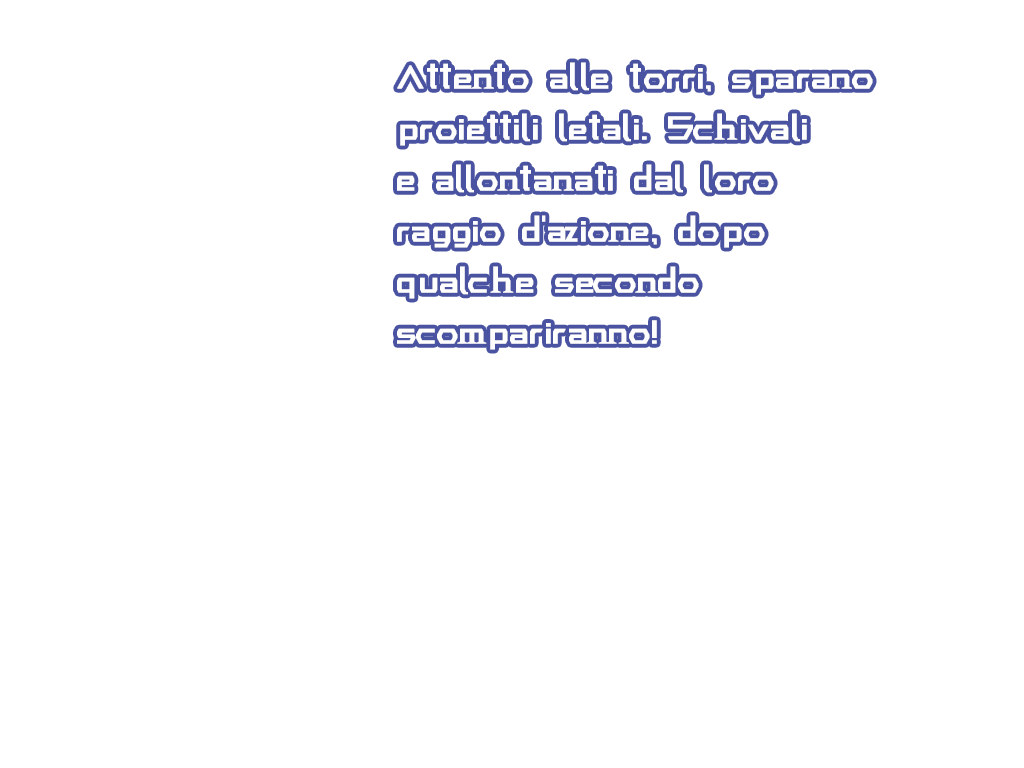 Attento alle torri, sparano
proiettili letali. Schivali
e allontanati dal loro
raggio d'azione, dopo
qualche secondo
scompariranno!